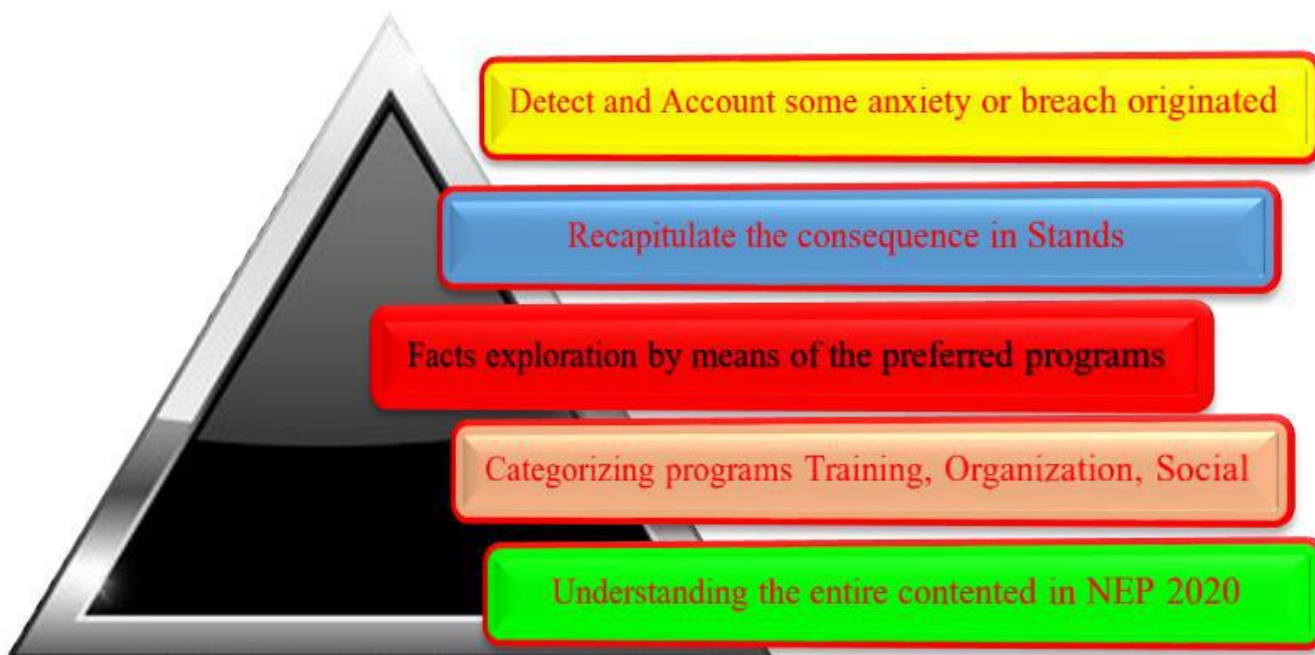 Detect and Account some anxiety or breach originated
Recapitulate the consequence in Stands
Facts exploration by means of the preferred programs
Categorizing programs Training, Organization, Social
Understanding the entire contented in NEP 2020